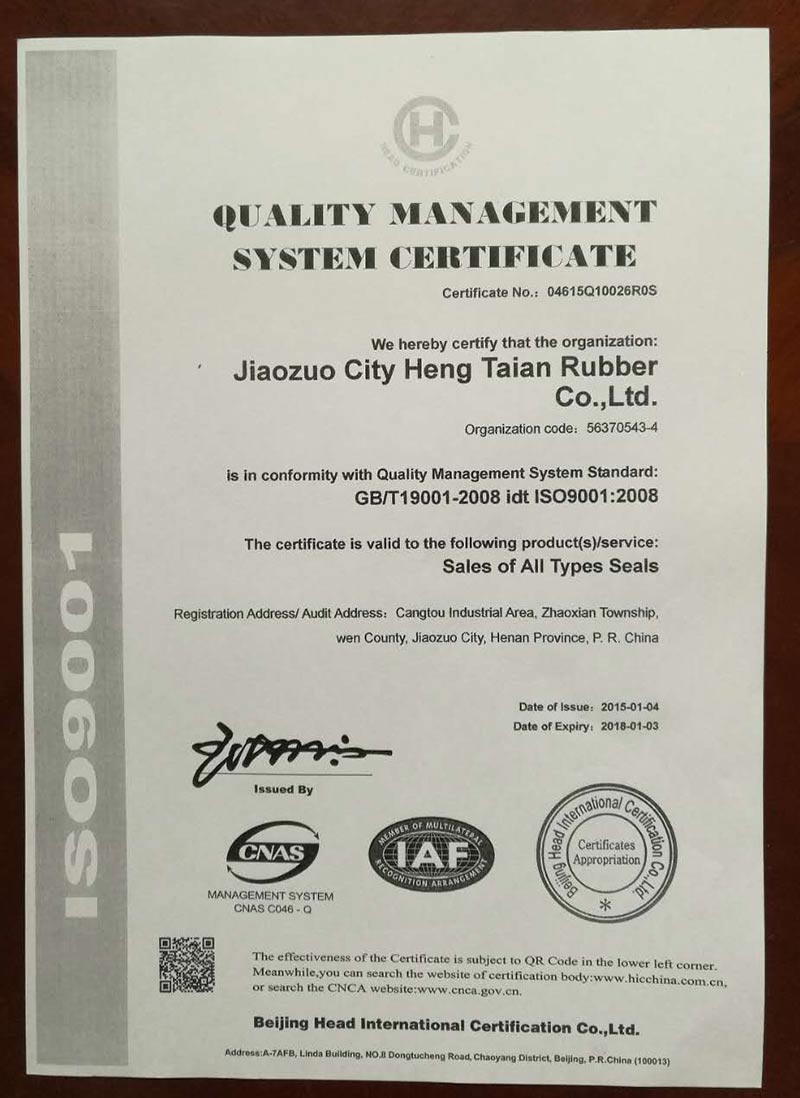 HEAD CERTIFICATION
QUALITY MANAGEMENT
SYSTEM CERTIFICATE
Certificate No.: 04615Q10026R0S
We hereby certify that the organization:
Jiaozuo City Heng Taian Rubber
Co.,Ltd.
Organization code: 56370543-4
is in conformity with Quality Management System Standard:
GB/T19001-2008 idt ISO9001:2008
The certificate is valid to the following product(s)/service:
Sales of All Types Seals
Registration Address/ Audit Address: Cangtou Industrial Area, Zhaoxian Township,
wen County, Jiaozuo City, Henan Province, P. R. China
Date of Issue: 2015-01-04
Date of Expiry: 2018-01-03
Issued By
ISO9001
CNAS
MANAGEMENT SYSTEM
CNAS C046 - Q
MEMBER OF MULTILATERAL
IAF
RECOGNITION ARRANGEMENT
Beijing Head International Certification Co.,Ltd.
Certificates
Appropriation
The effectiveness of the Certificate is subject to QR Code in the lower left corner.
Meanwhile,you can search the website of certification body:www.hicchina.com.cn,
or search the CNCA website:www.cnca.gov.cn.
Beijing Head International Certification Co.,Ltd.
Address:A-7AFB, Linda Building, NO.8 Dongtucheng Road, Chaoyang District, Beijing, P.R.China (100013)